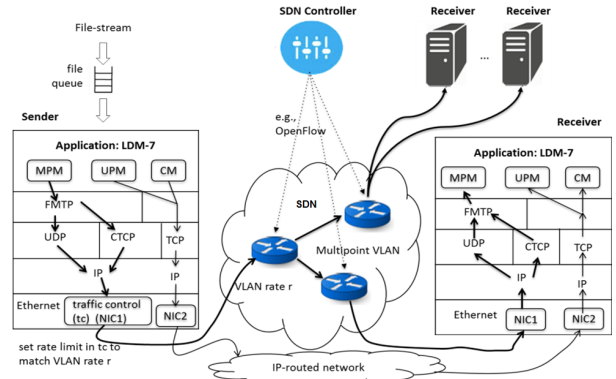 File-stream
file
queue
Sender
Application: LDM-7
MPM
UPM
CM
FMTP
UDP
CTCP
TCP
IP
IP
Ethernet
traffic control
(tc) (NIC1)
NIC2
set rate limit in tc to
match VLAN rate r
SDN Controller
e.g.,
OpenFlow
SDN
Multipoint VLAN
VLAN rate r
IP-routed network
Receiver
Receiver
...
Receiver
Application: LDM-7
MPM
UPM
CM
FMTP
UDP
CTCP
TCP
IP
IP
Ethernet
NIC1
NIC2